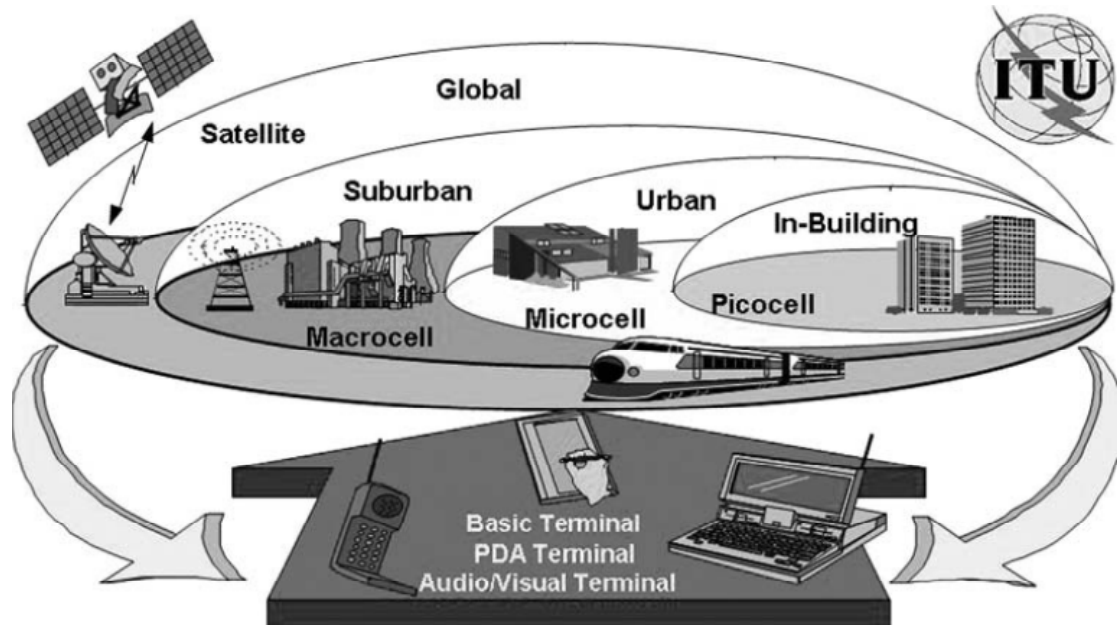 Global
ITU
Satellite
Suburban
Urban
In-Building
Macrocell
Microcell
Picocell
Basic Terminal
PDA Terminal
Audio/Visual Terminal